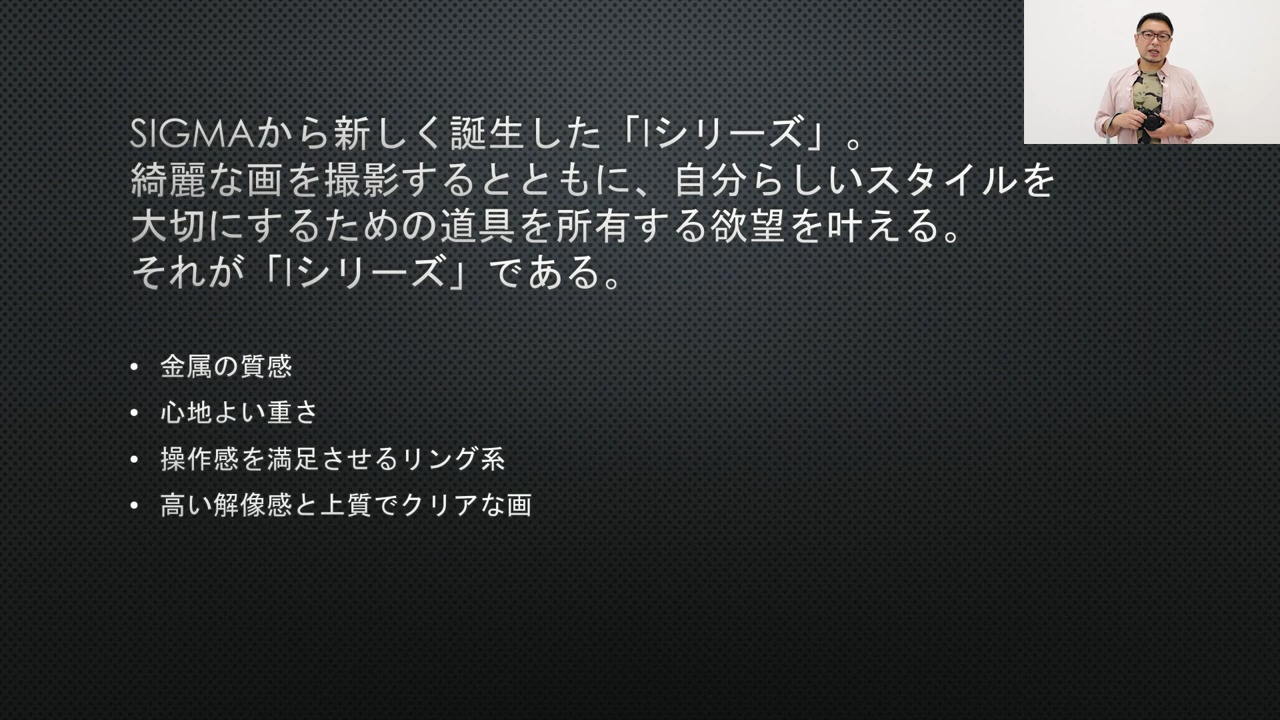 SIGMAから新しく誕生した「Iシリーズ」。
綺麗な画を撮影するとともに、自分らしいスタイルを
大切にするための道具を所有する欲望を叶える。
それが「Iシリーズ」である。
• 金属の質感
• 心地よい重さ
• 操作感を満足させるリング系
• 高い解像感と上質でクリアな画